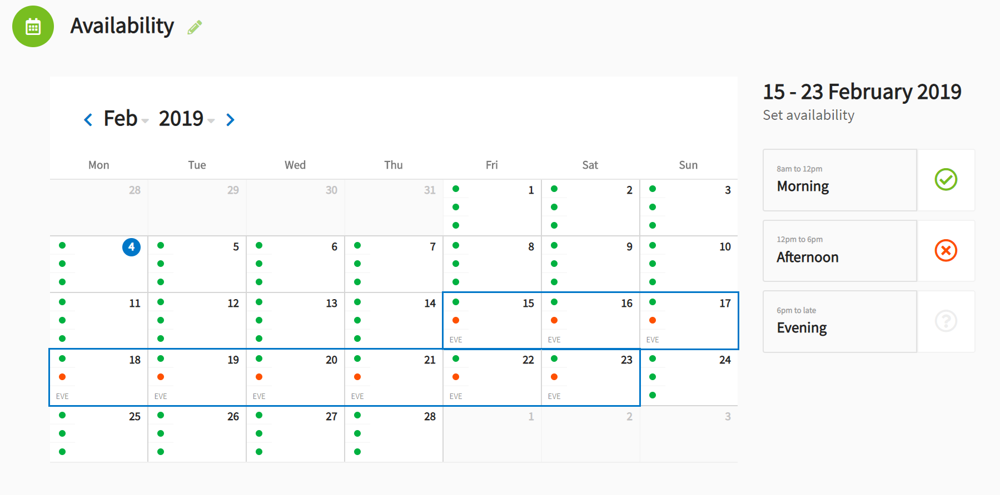 Availability
Feb 2019
Mon Tue Wed Thu Fri Sat Sun
28 29 30 31 1 2 3
4 5 6 7 8 9 10
11 12 13 14 15 16 17
EVE EVE EVE
18 19 20 21 22 23 24
EVE EVE EVE EVE EVE EVE
25 26 27 28 1 2 3
15 - 23 February 2019
Set availability
8am to 12pm
Morning
12pm to 6pm
Afternoon
6pm to late
Evening